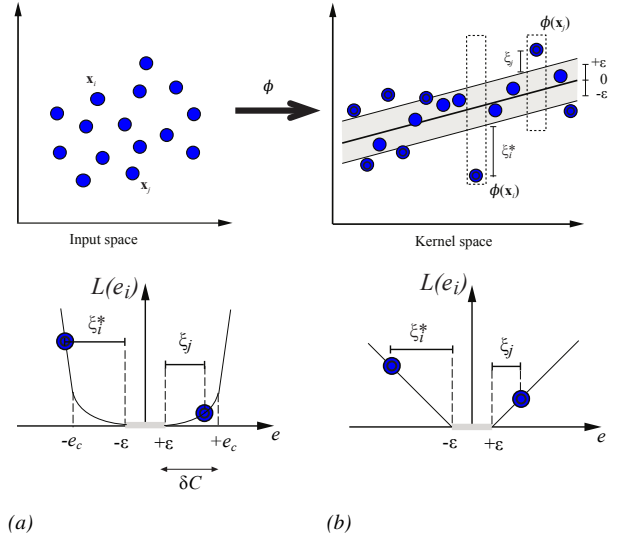 x_i
x_j
Input space
ϕ
ϕ(x_j)
ξ_j
+ε
0
-ε
ξ_i*
ϕ(x_i)
Kernel space
L(e_i)
ξ_i*
ξ_j
-e_c
-ε
+ε
+e_c
e
δC
L(e_i)
ξ_i*
ξ_j
-ε
+ε
e
(a)
(b)